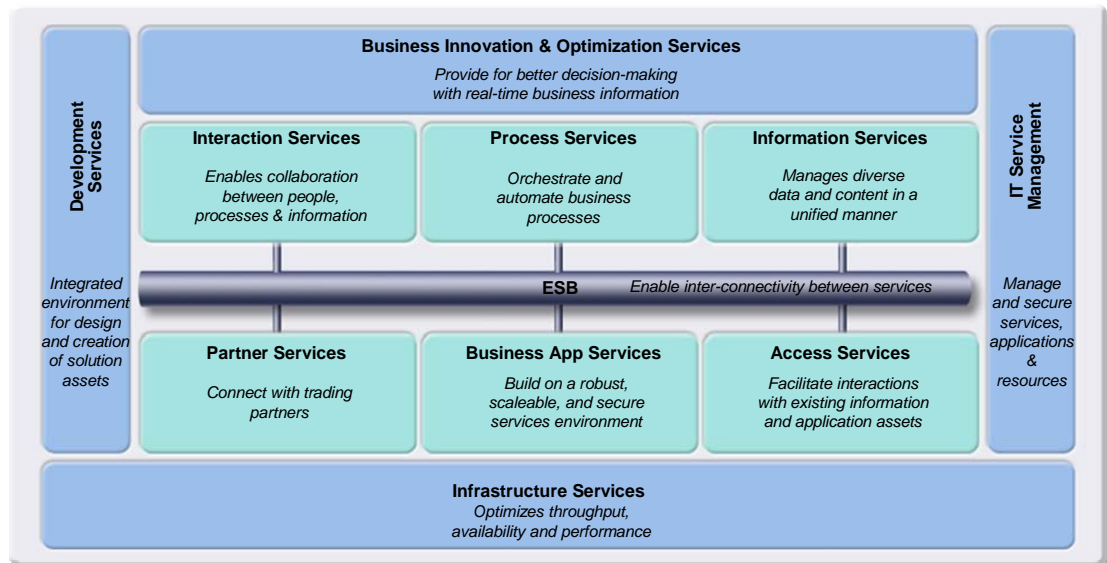 Business Innovation & Optimization Services
Provide for better decision-making
with real-time business information
Development
Services
Integrated
environment
for design
and creation
of solution
assets
Interaction Services
Enables collaboration
between people,
processes & information
Process Services
Orchestrate and
automate business
processes
Information Services
Manages diverse
data and content in a
unified manner
IT Service
Management
Manage
and secure
services,
applications
&
resources
ESB
Enable inter-connectivity between services
Partner Services
Connect with trading
partners
Business App Services
Build on a robust,
scaleable, and secure
services environment
Access Services
Facilitate interactions
with existing information
and application assets
Infrastructure Services
Optimizes throughput,
availability and performance